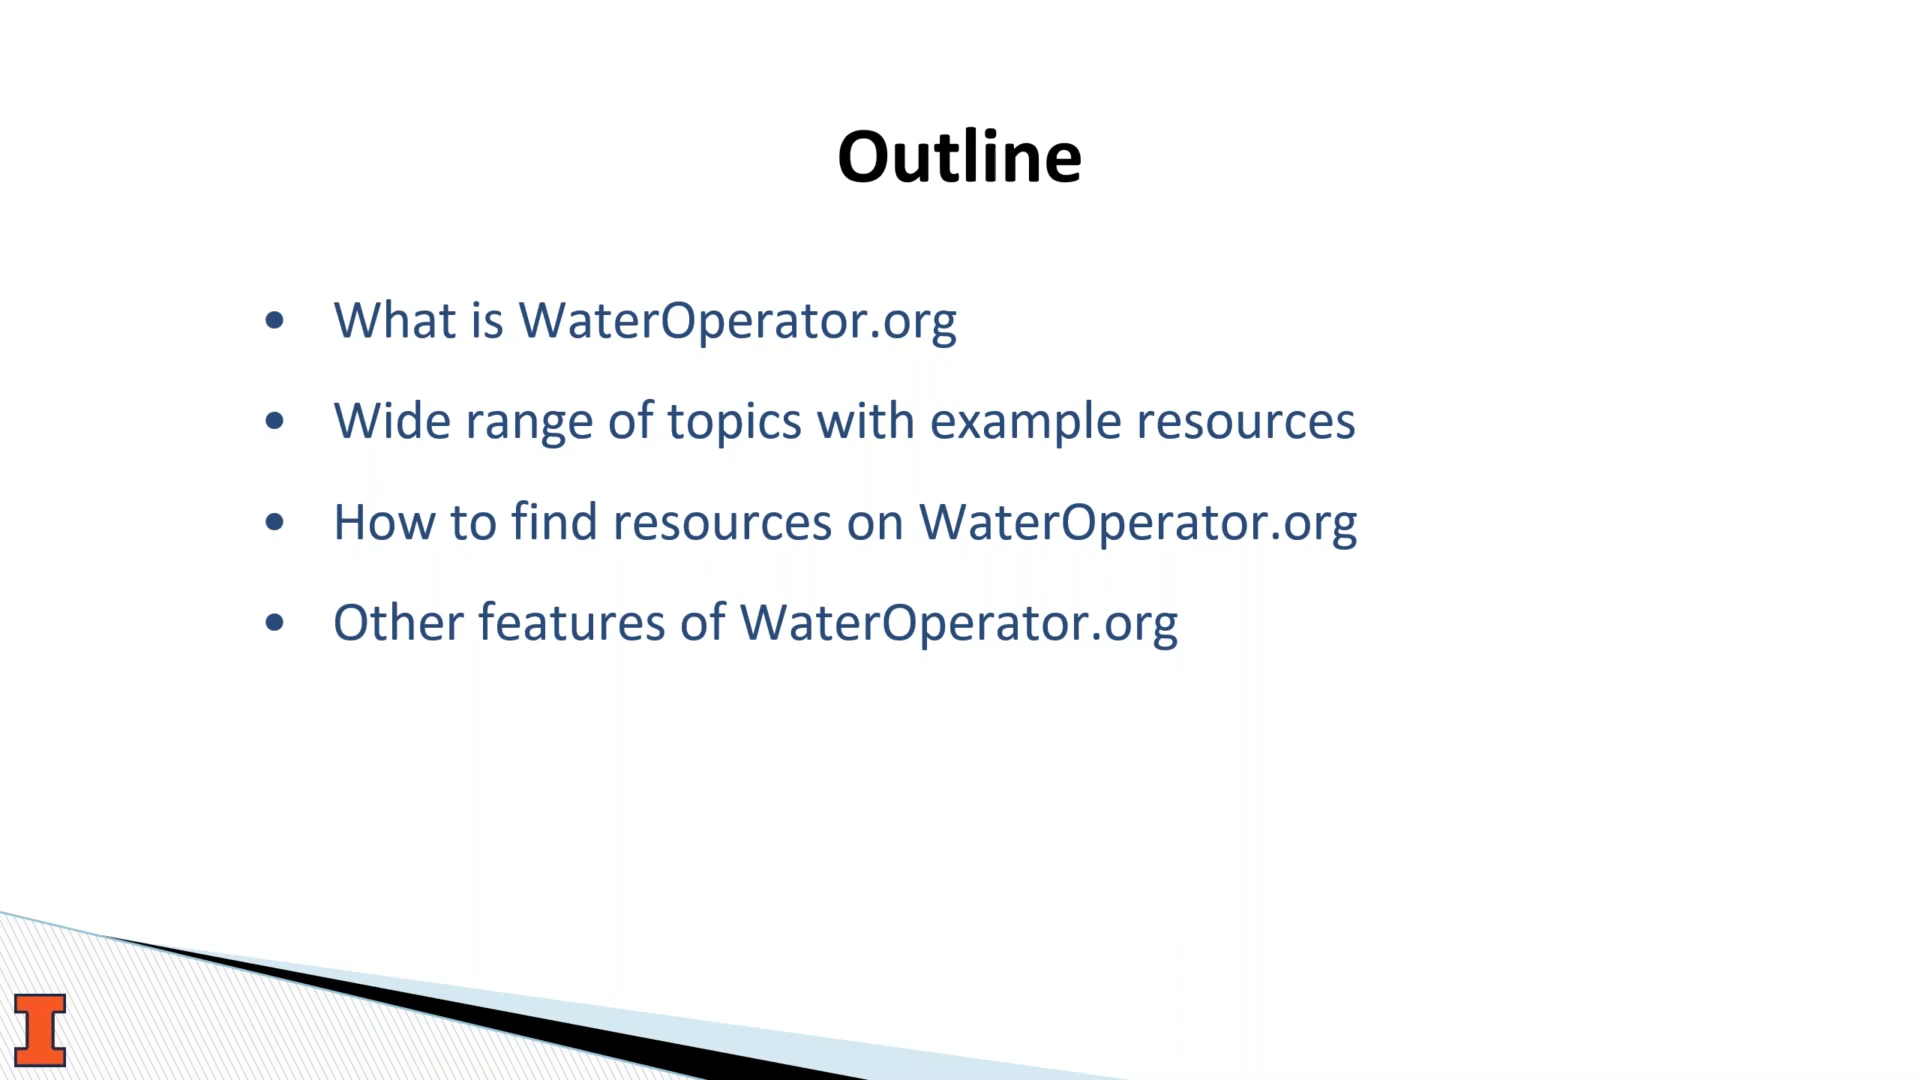 Outline
• What is WaterOperator.org
• Wide range of topics with example resources
• How to find resources on WaterOperator.org
• Other features of WaterOperator.org
I